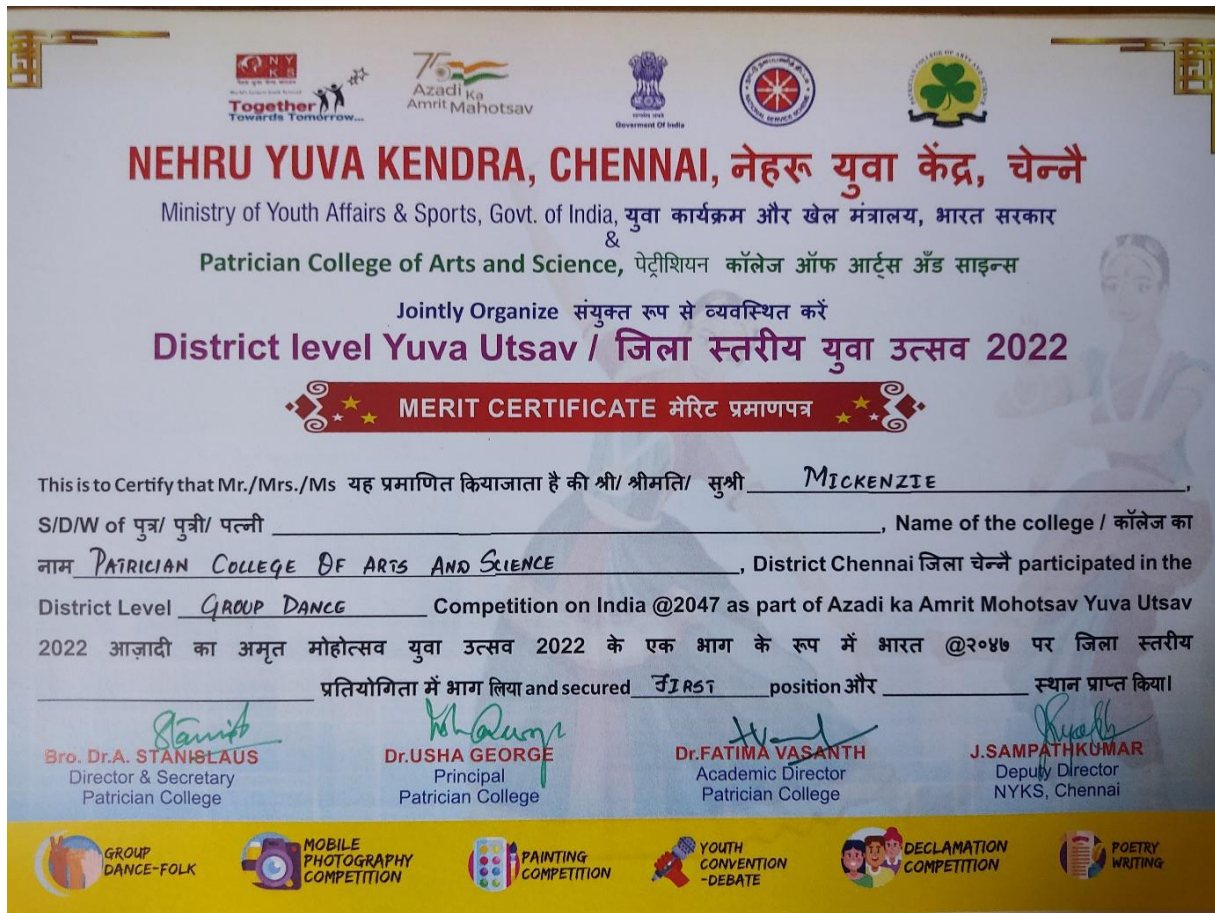 NYKS
Together
Towards Tomorrow...
75
Azadi Ka
Amrit Mahotsav
सत्यमेव जयते
Goverment Of India
NATIONAL SERVICE SCHEME
NEHRU YUVA KENDRA, CHENNAI, नेहरू युवा केंद्र, चेन्नै
Ministry of Youth Affairs & Sports, Govt. of India, युवा कार्यक्रम और खेल मंत्रालय, भारत सरकार
&
Patrician College of Arts and Science, पेट्रीशियन कॉलेज ऑफ आर्ट्स अँड साइन्स
Jointly Organize संयुक्त रूप से व्यवस्थित करें
District level Yuva Utsav / जिला स्तरीय युवा उत्सव 2022
MERIT CERTIFICATE मेरिट प्रमाणपत्र
This is to Certify that Mr./Mrs./Ms यह प्रमाणित कियाजाता है की श्री/ श्रीमति/ सुश्री MICKENZIE,
S/D/W of पुत्र/ पुत्री/ पत्नी , Name of the college / कॉलेज का
नाम PATRICIAN COLLEGE OF ARTS AND SCIENCE, District Chennai जिला चेन्नै participated in the
District Level GROUP DANCE Competition on India @2047 as part of Azadi ka Amrit Mohotsav Yuva Utsav
2022 आज़ादी का अमृत मोहोत्सव युवा उत्सव 2022 के एक भाग के रूप में भारत @२०४७ पर जिला स्तरीय
प्रतियोगिता में भाग लिया and secured FIRST position और स्थान प्राप्त किया।
Bro. Dr.A. STANISLAUS
Director & Secretary
Patrician College
Dr.USHA GEORGE
Principal
Patrician College
Dr.FATIMA VASANTH
Academic Director
Patrician College
J.SAMPATHKUMAR
Deputy Director
NYKS, Chennai
GROUP
DANCE-FOLK
MOBILE
PHOTOGRAPHY
COMPETITION
PAINTING
COMPETITION
YOUTH
CONVENTION
-DEBATE
DECLAMATION
COMPETITION
POETRY
WRITING